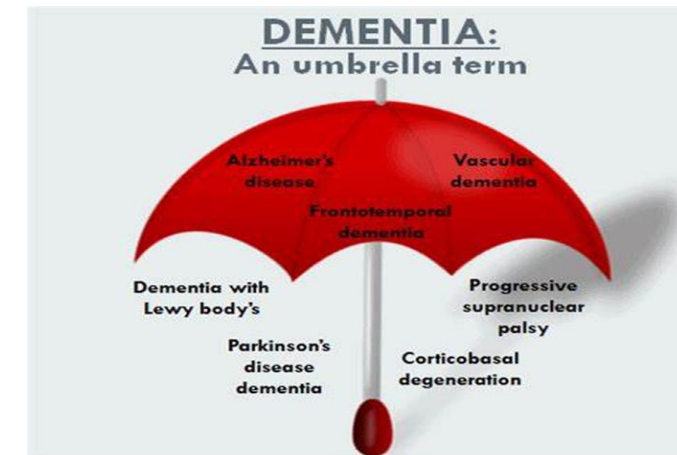 DEMENTIA:
An umbrella term
Alzheimer's
disease
Vascular
dementia
Frontotemporal
dementia
Dementia with
Lewy body's
Progressive
supranuclear
palsy
Parkinson's
disease
dementia
Corticobasal
degeneration